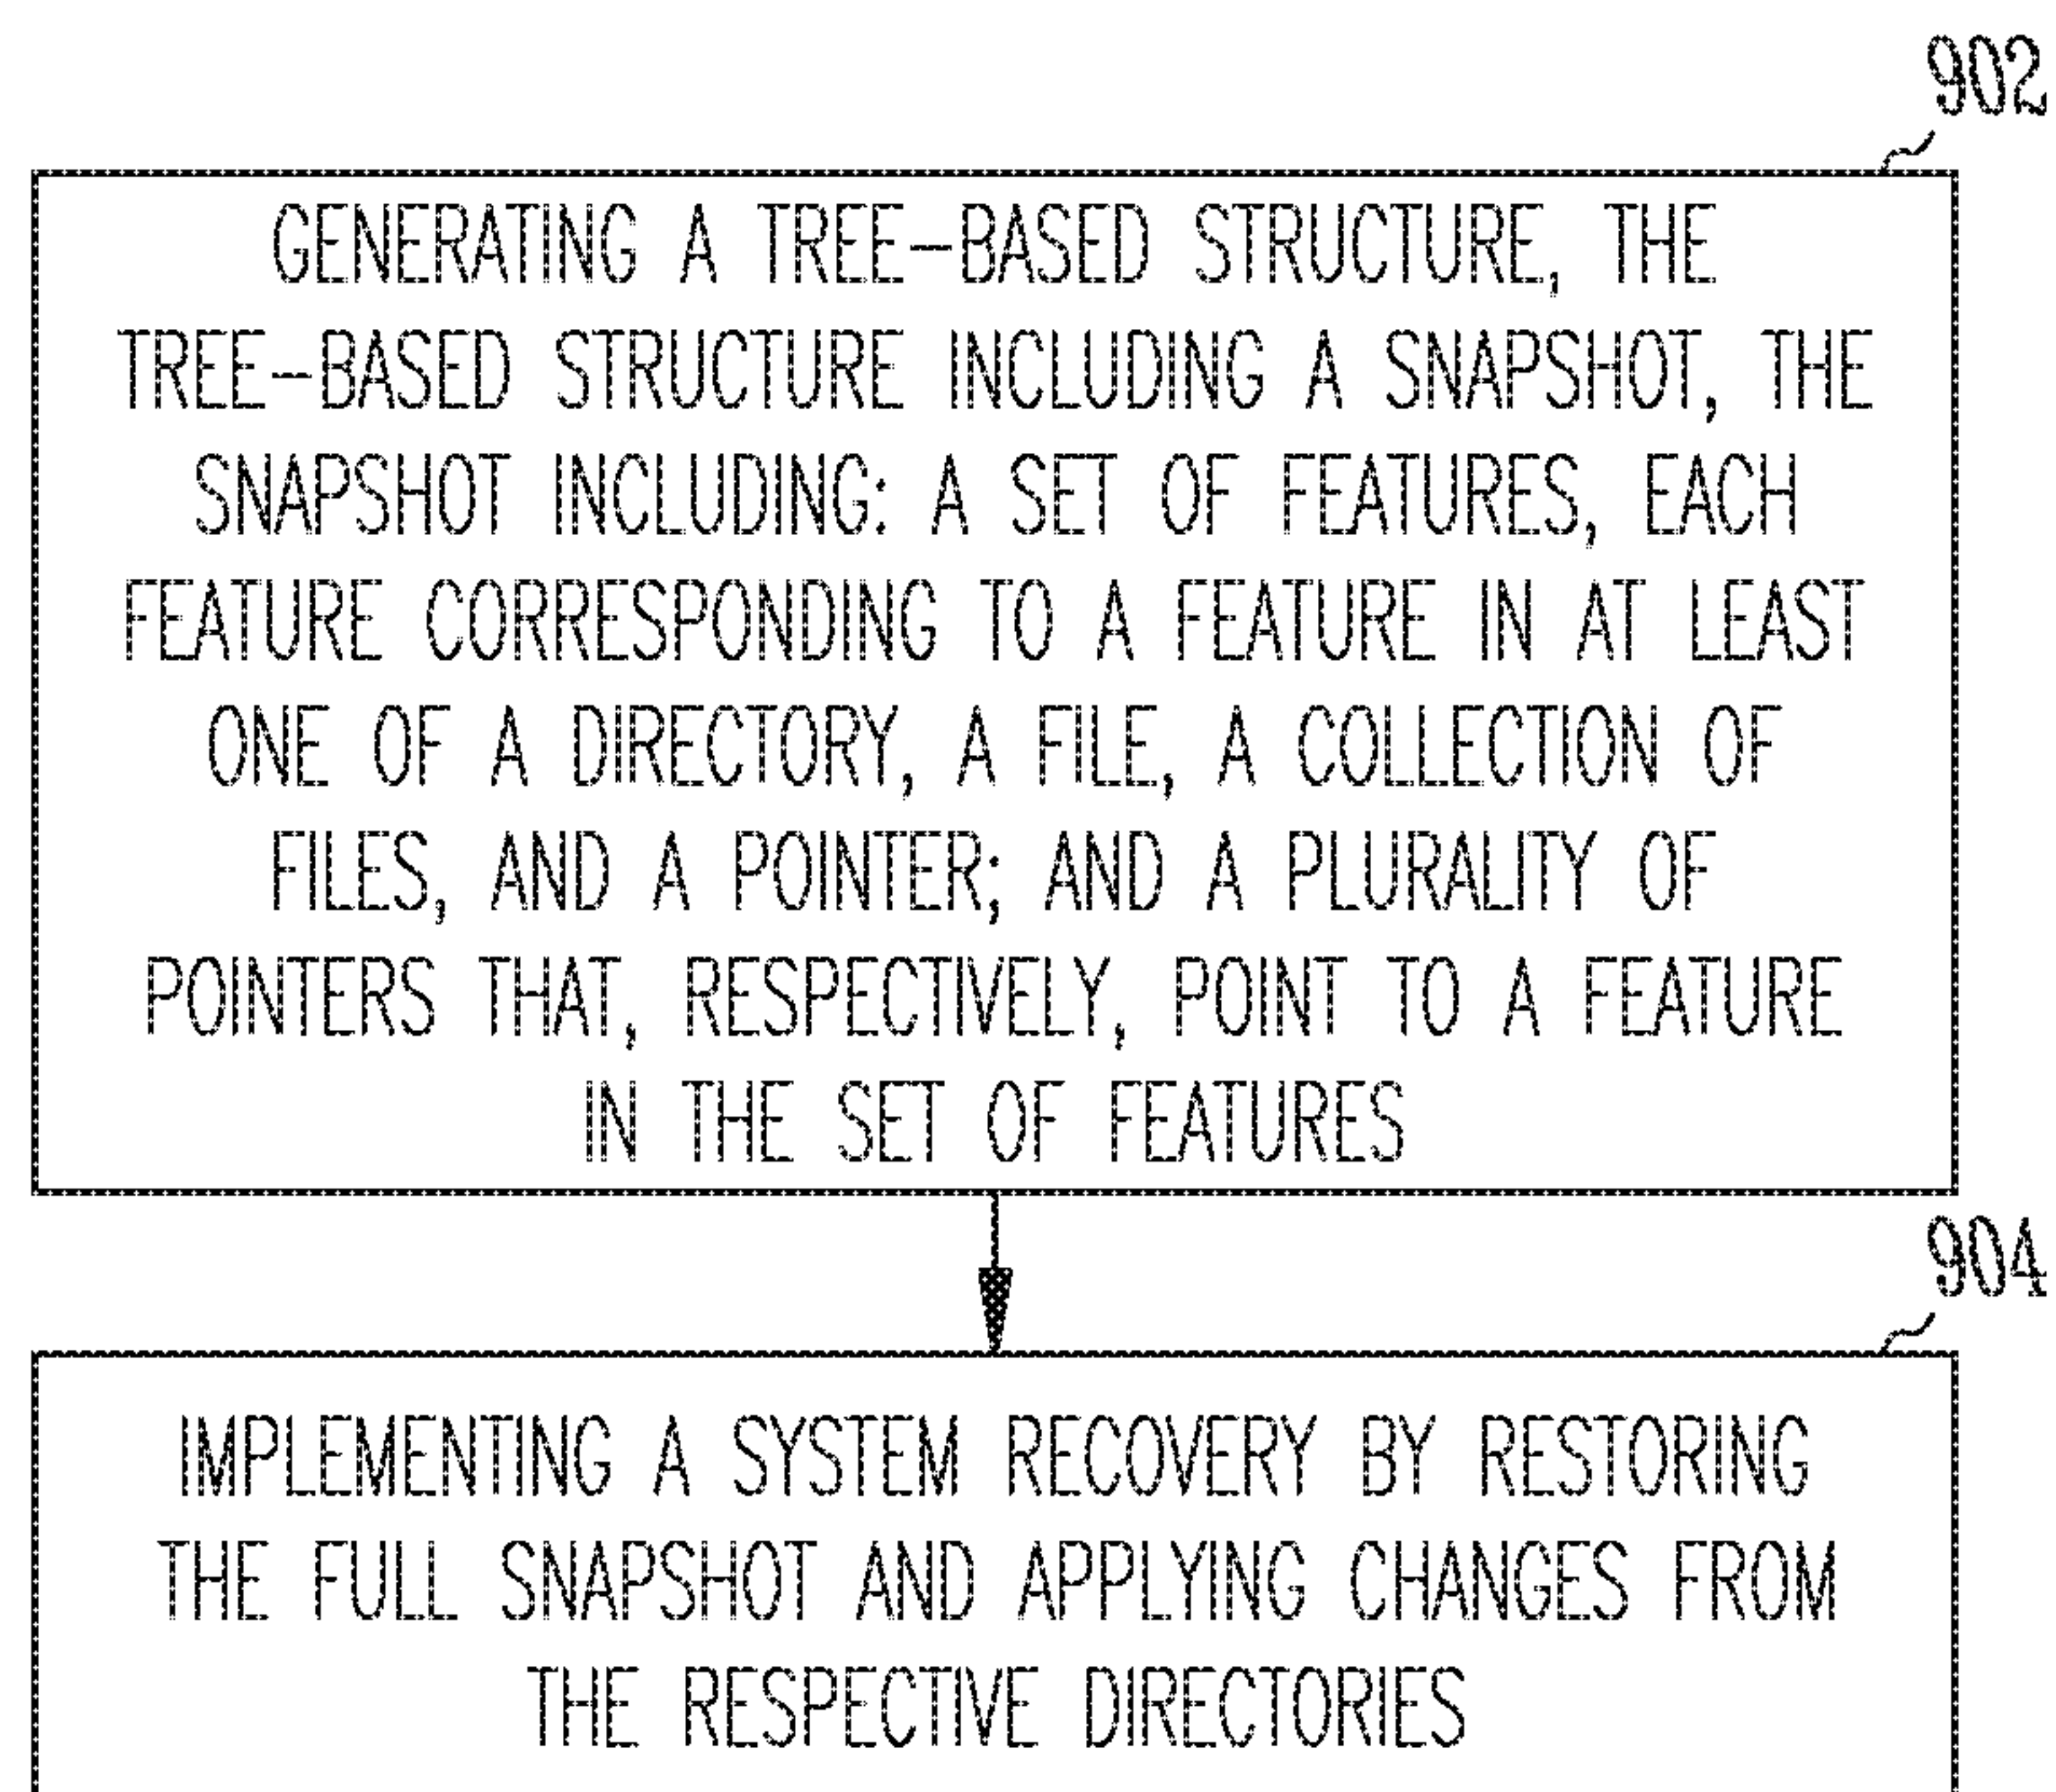 902
GENERATING A TREE-BASED STRUCTURE, THE
TREE-BASED STRUCTURE INCLUDING A SNAPSHOT, THE
SNAPSHOT INCLUDING: A SET OF FEATURES, EACH
FEATURE CORRESPONDING TO A FEATURE IN AT LEAST
ONE OF A DIRECTORY, A FILE, A COLLECTION OF
FILES, AND A POINTER; AND A PLURALITY OF
POINTERS THAT, RESPECTIVELY, POINT TO A FEATURE
IN THE SET OF FEATURES
904
IMPLEMENTING A SYSTEM RECOVERY BY RESTORING
THE FULL SNAPSHOT AND APPLYING CHANGES FROM
THE RESPECTIVE DIRECTORIES